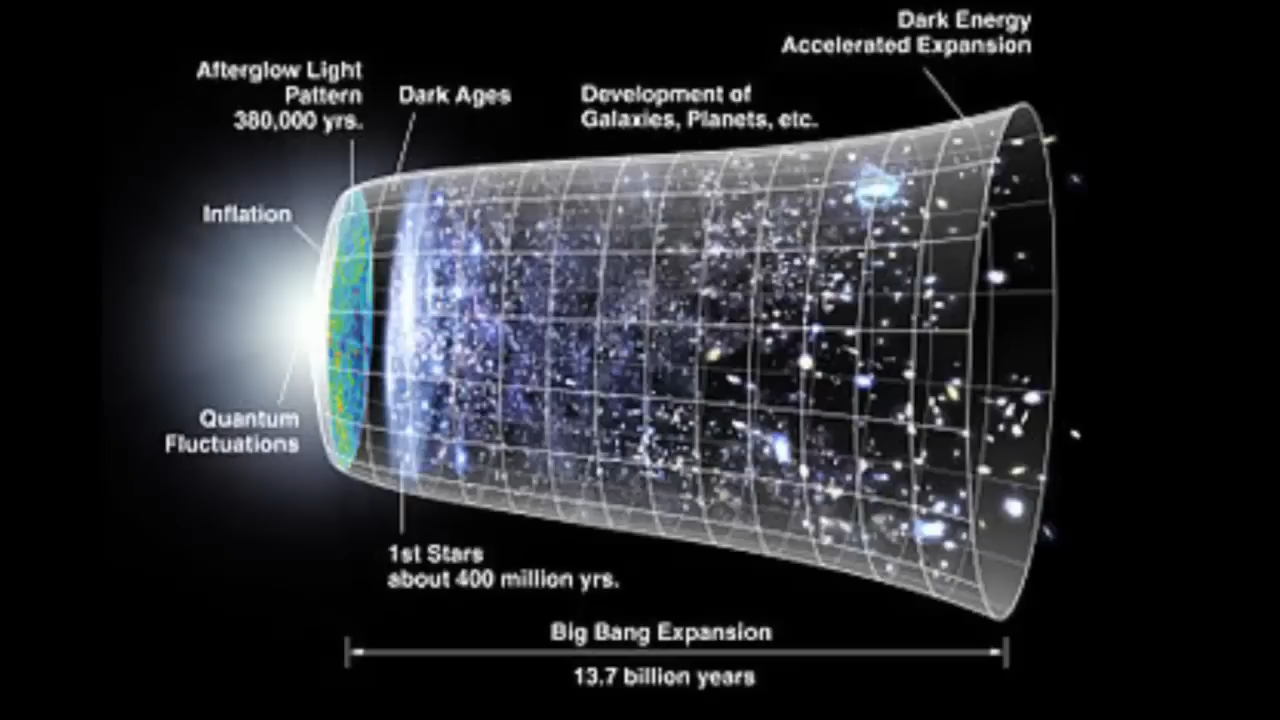 Dark Energy
Accelerated Expansion
Afterglow Light
Pattern
380,000 yrs.
Dark Ages
Development of
Galaxies, Planets, etc.
Inflation
Quantum
Fluctuations
1st Stars
about 400 million yrs.
Big Bang Expansion
13.7 billion years